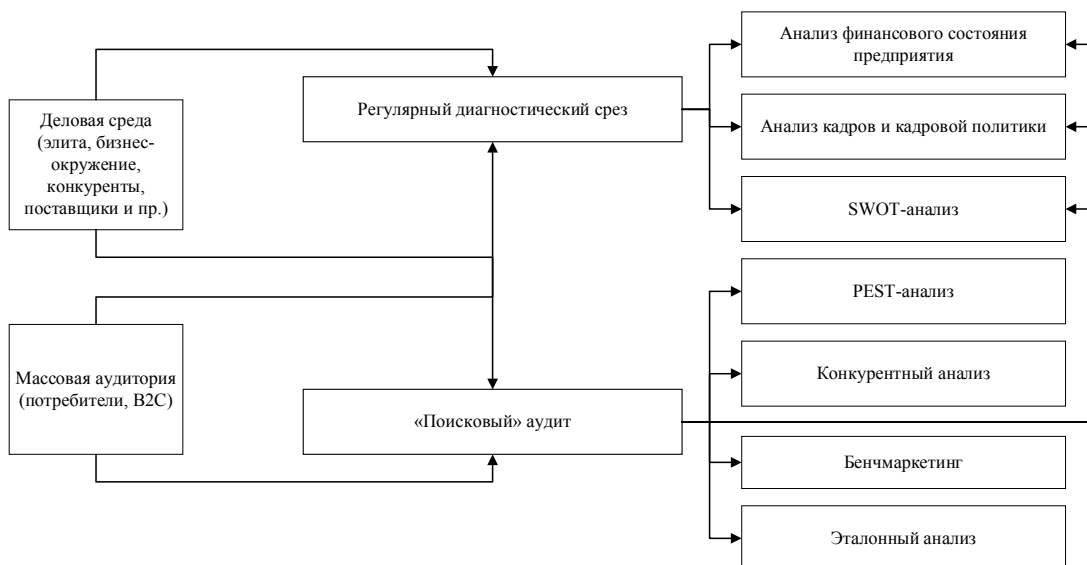 Деловая среда
(элита, бизнес-
окружение,
конкуренты,
поставщики и пр.)
Массовая аудитория
(потребители, B2C)
Регулярный диагностический срез
«Поисковый» аудит
Анализ финансового состояния
предприятия
Анализ кадров и кадровой политики
SWOT-анализ
PEST-анализ
Конкурентный анализ
Бенчмаркетинг
Эталонный анализ